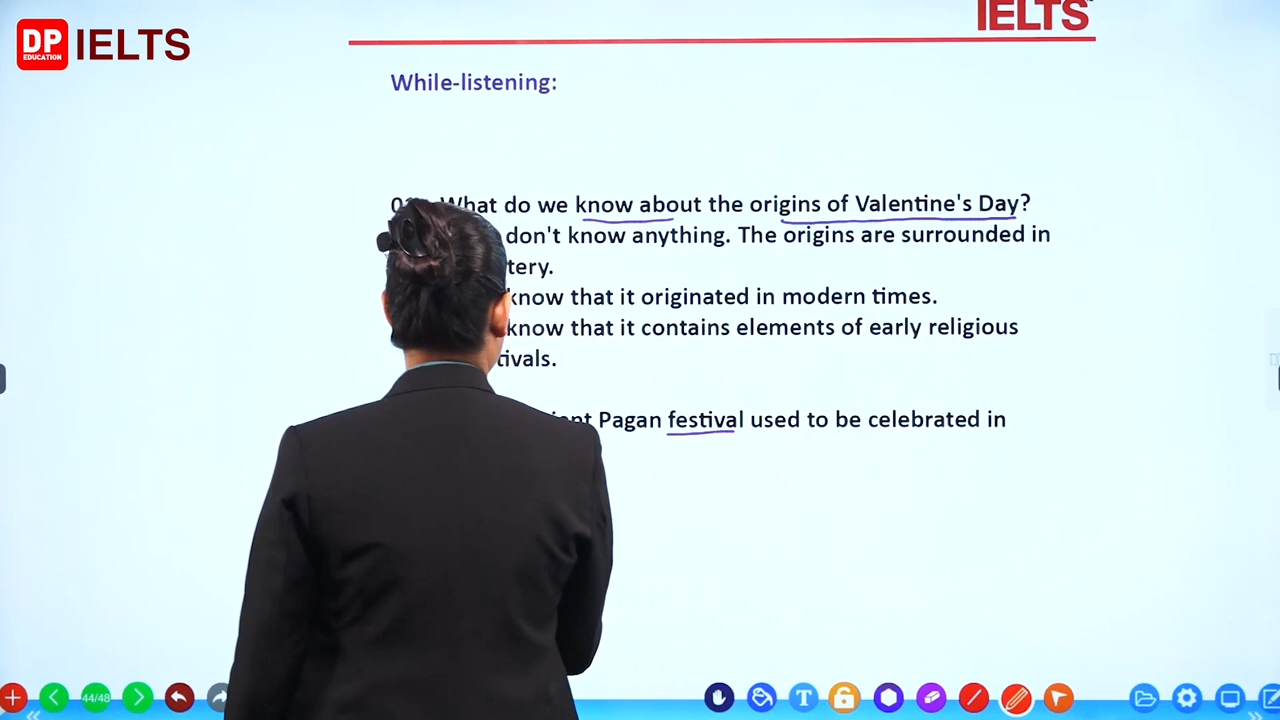 DP
EDUCATION
IELTS
IELTS
While-listening:
What do we know about the origins of Valentine's Day?
don't know anything. The origins are surrounded in
know that it originated in modern times.
know that it contains elements of early religious
Pagan festival used to be celebrated in
44/48
T